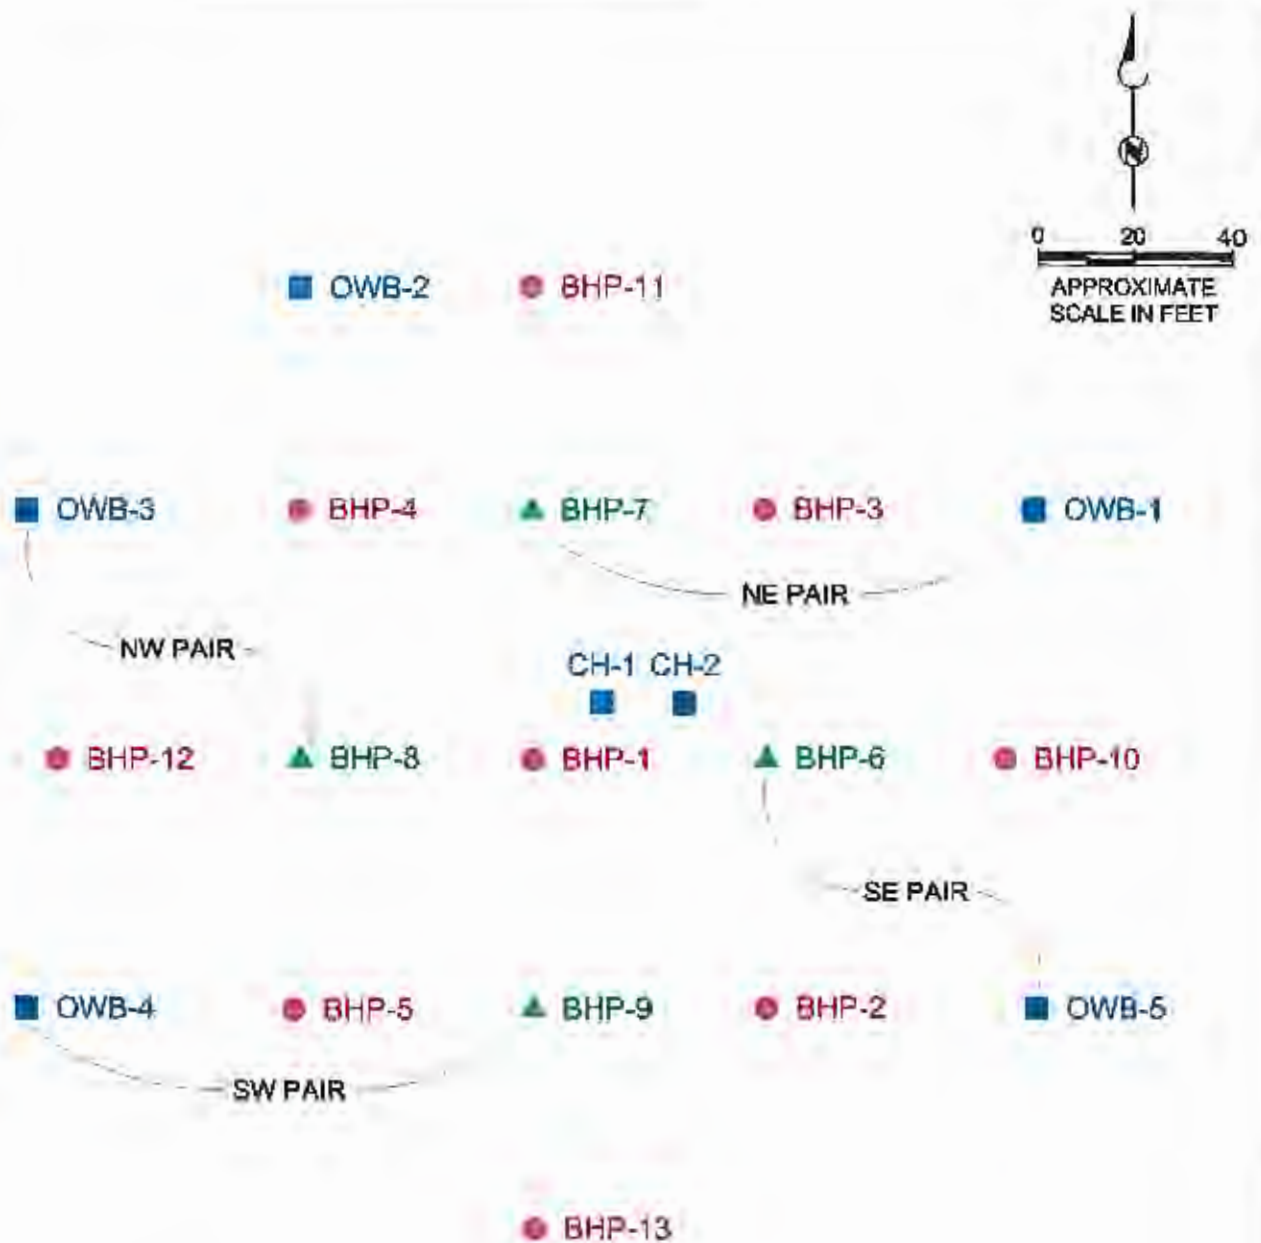 N
0 20 40
APPROXIMATE
SCALE IN FEET
OWB-2 BHP-11
OWB-3 BHP-4 BHP-7 BHP-3 OWB-1
NE PAIR
NW PAIR
CH-1 CH-2
BHP-12 BHP-8 BHP-1 BHP-6 BHP-10
SE PAIR
OWB-4 BHP-5 BHP-9 BHP-2 OWB-5
SW PAIR
BHP-13